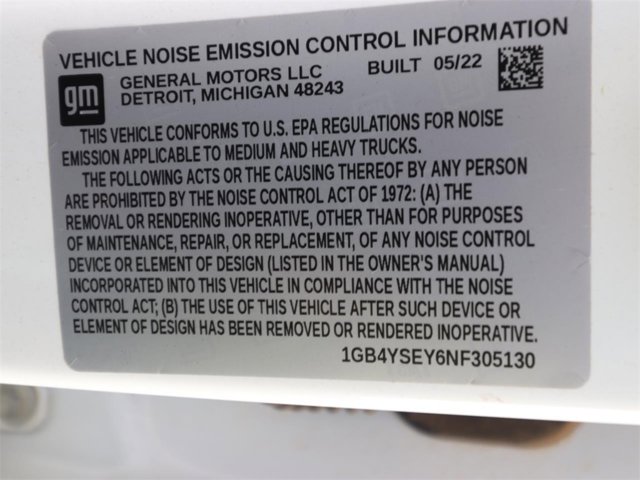 VEHICLE NOISE EMISSION CONTROL INFORMATION
gm
GENERAL MOTORS LLC BUILT 05/22
DETROIT, MICHIGAN 48243
THIS VEHICLE CONFORMS TO U.S. EPA REGULATIONS FOR NOISE
EMISSION APPLICABLE TO MEDIUM AND HEAVY TRUCKS.
THE FOLLOWING ACTS OR THE CAUSING THEREOF BY ANY PERSON
ARE PROHIBITED BY THE NOISE CONTROL ACT OF 1972: (A) THE
REMOVAL OR RENDERING INOPERATIVE, OTHER THAN FOR PURPOSES
OF MAINTENANCE, REPAIR, OR REPLACEMENT, OF ANY NOISE CONTROL
DEVICE OR ELEMENT OF DESIGN (LISTED IN THE OWNER'S MANUAL)
INCORPORATED INTO THIS VEHICLE IN COMPLIANCE WITH THE NOISE
CONTROL ACT; (B) THE USE OF THIS VEHICLE AFTER SUCH DEVICE OR
ELEMENT OF DESIGN HAS BEEN REMOVED OR RENDERED INOPERATIVE.
1GB4YSEY6NF305130